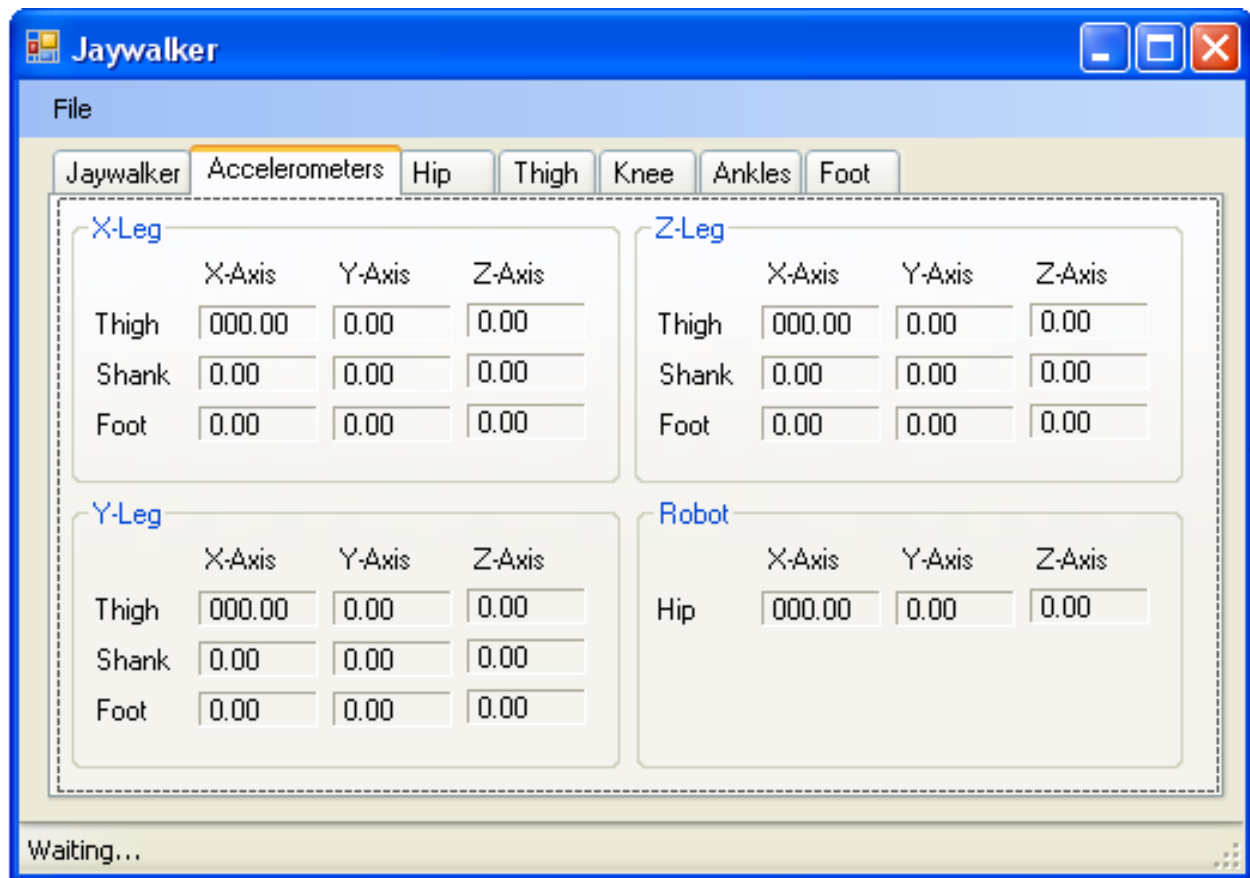 Jaywalker
File
Jaywalker Accelerometers Hip Thigh Knee Ankles Foot
X-Leg
X-Axis Y-Axis Z-Axis
Thigh 000.00 0.00 0.00
Shank 0.00 0.00 0.00
Foot 0.00 0.00 0.00
Z-Leg
X-Axis Y-Axis Z-Axis
Thigh 000.00 0.00 0.00
Shank 0.00 0.00 0.00
Foot 0.00 0.00 0.00
Y-Leg
X-Axis Y-Axis Z-Axis
Thigh 000.00 0.00 0.00
Shank 0.00 0.00 0.00
Foot 0.00 0.00 0.00
Robot
X-Axis Y-Axis Z-Axis
Hip 000.00 0.00 0.00
Waiting...